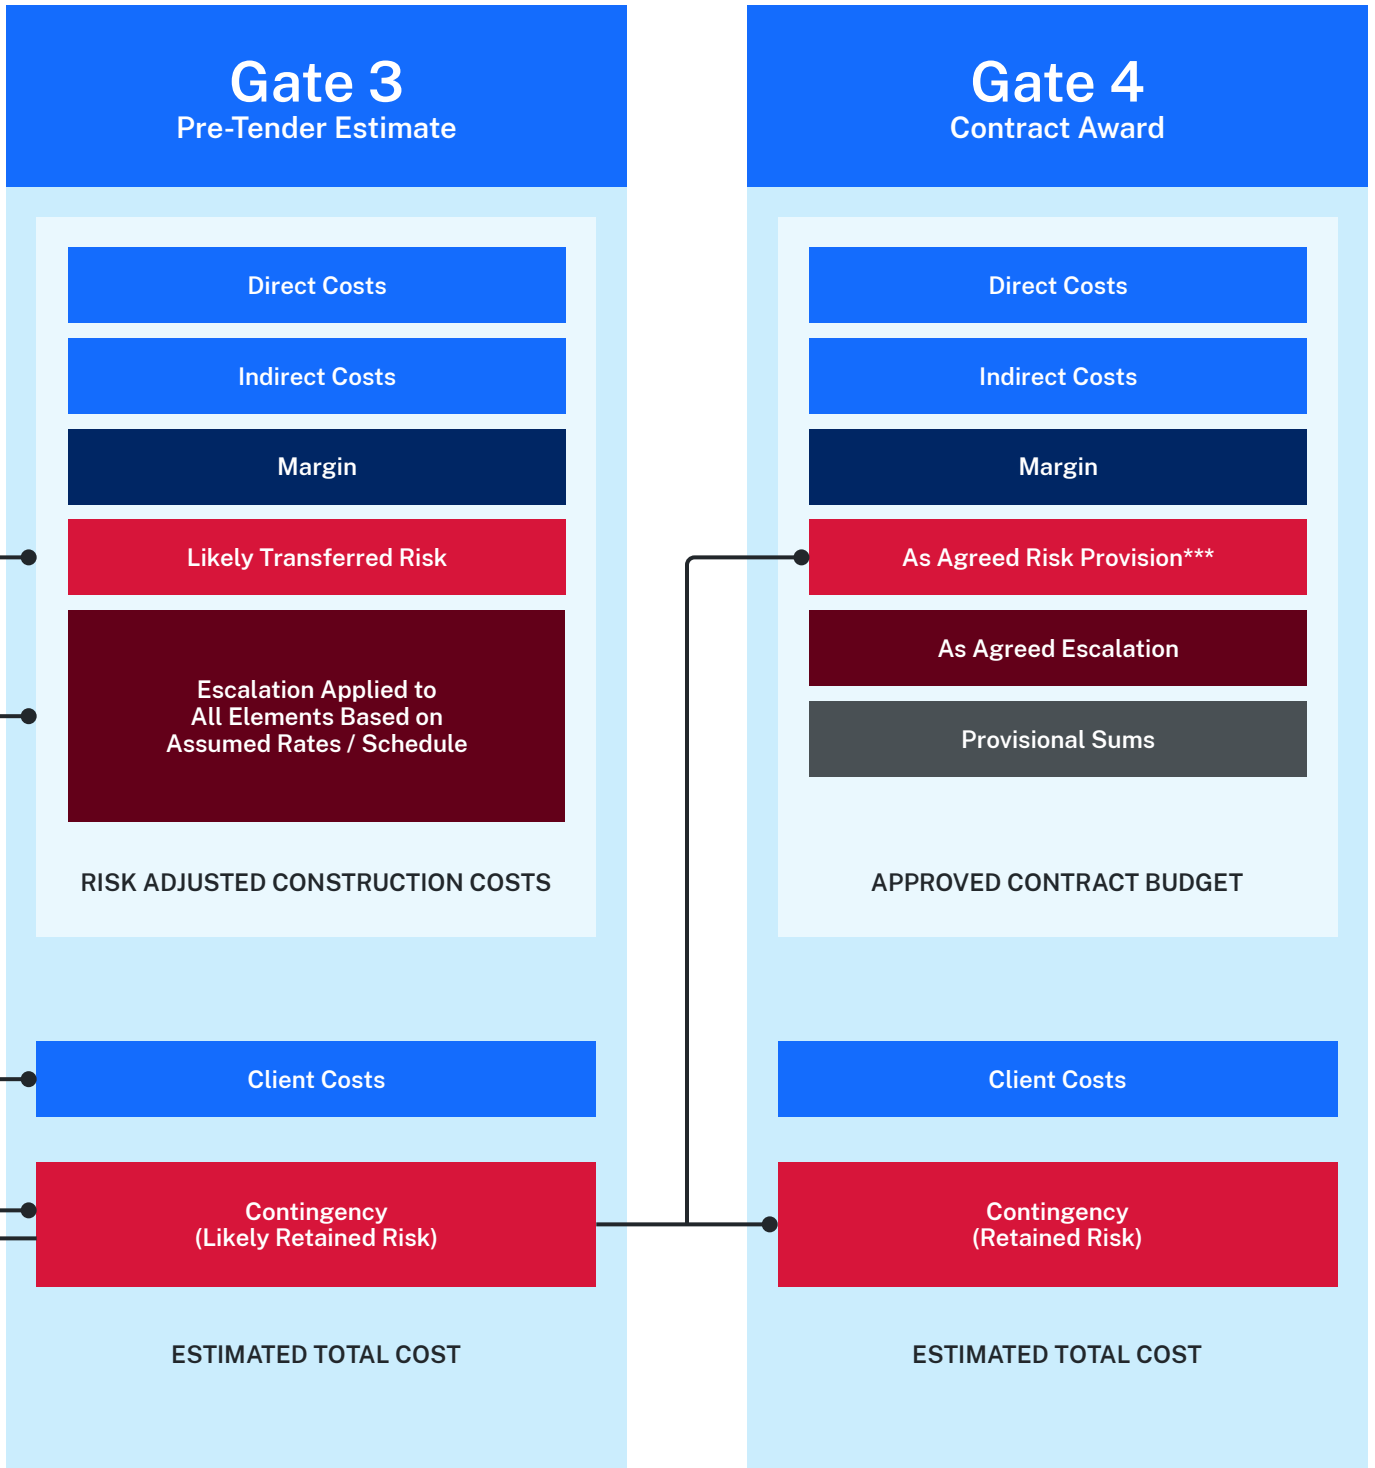 Gate 3
Pre-Tender Estimate
Direct Costs
Indirect Costs
Margin
Likely Transferred Risk
Escalation Applied to
All Elements Based on
Assumed Rates / Schedule
RISK ADJUSTED CONSTRUCTION COSTS
Client Costs
Contingency
(Likely Retained Risk)
ESTIMATED TOTAL COST
Gate 4
Contract Award
Direct Costs
Indirect Costs
Margin
As Agreed Risk Provision***
As Agreed Escalation
Provisional Sums
APPROVED CONTRACT BUDGET
Client Costs
Contingency
(Retained Risk)
ESTIMATED TOTAL COST